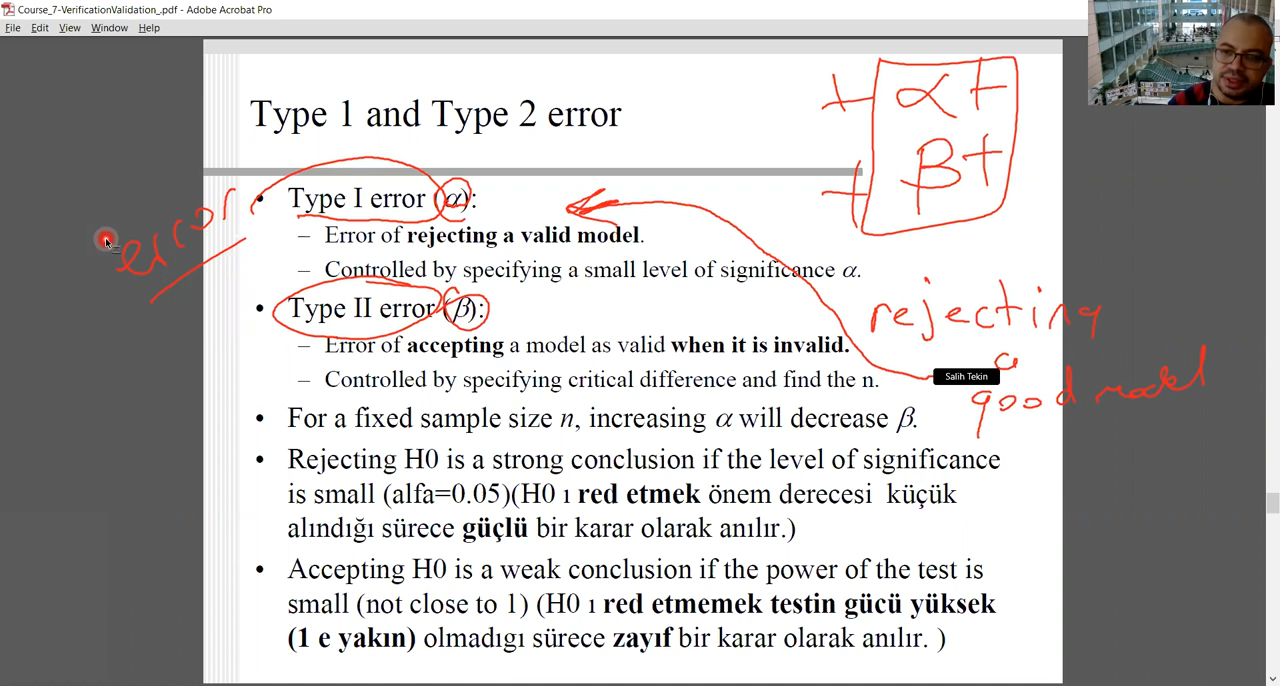 Course_7-VerificationValidation_.pdf - Adobe Acrobat Pro
File Edit View Window Help
Type 1 and Type 2 error
α +
β +
• Type I error (α):
error
– Error of rejecting a valid model.
– Controlled by specifying a small level of significance α.
• Type II error (β):
rejecting
– Error of accepting a model as valid when it is invalid.
a
Salih Tekin
good model
– Controlled by specifying critical difference and find the n.
• For a fixed sample size n, increasing α will decrease β.
• Rejecting H0 is a strong conclusion if the level of significance
is small (alfa=0.05)(H0 ı red etmek önem derecesi küçük
alındığı sürece güçlü bir karar olarak anılır.)
• Accepting H0 is a weak conclusion if the power of the test is
small (not close to 1) (H0 ı red etmemek testin gücü yüksek
(1 e yakın) olmadıgı sürece zayıf bir karar olarak anılır. )